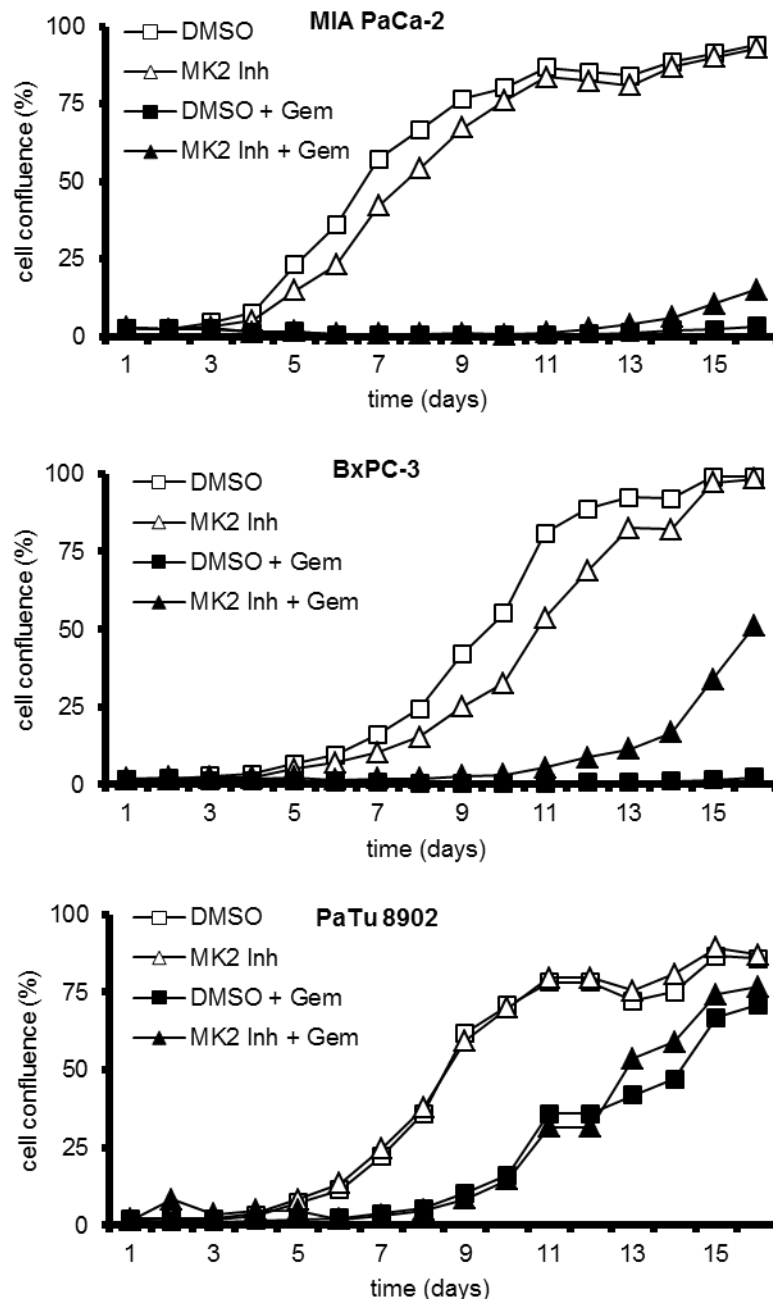 MIA PaCa-2
DMSO
MK2 Inh
DMSO + Gem
MK2 Inh + Gem
cell confluence (%)
100
75
50
25
0
1 3 5 7 9 11 13 15
time (days)
BxPC-3
DMSO
MK2 Inh
DMSO + Gem
MK2 Inh + Gem
cell confluence (%)
100
75
50
25
0
1 3 5 7 9 11 13 15
time (days)
PaTu 8902
DMSO
MK2 Inh
DMSO + Gem
MK2 Inh + Gem
cell confluence (%)
100
75
50
25
0
1 3 5 7 9 11 13 15
time (days)